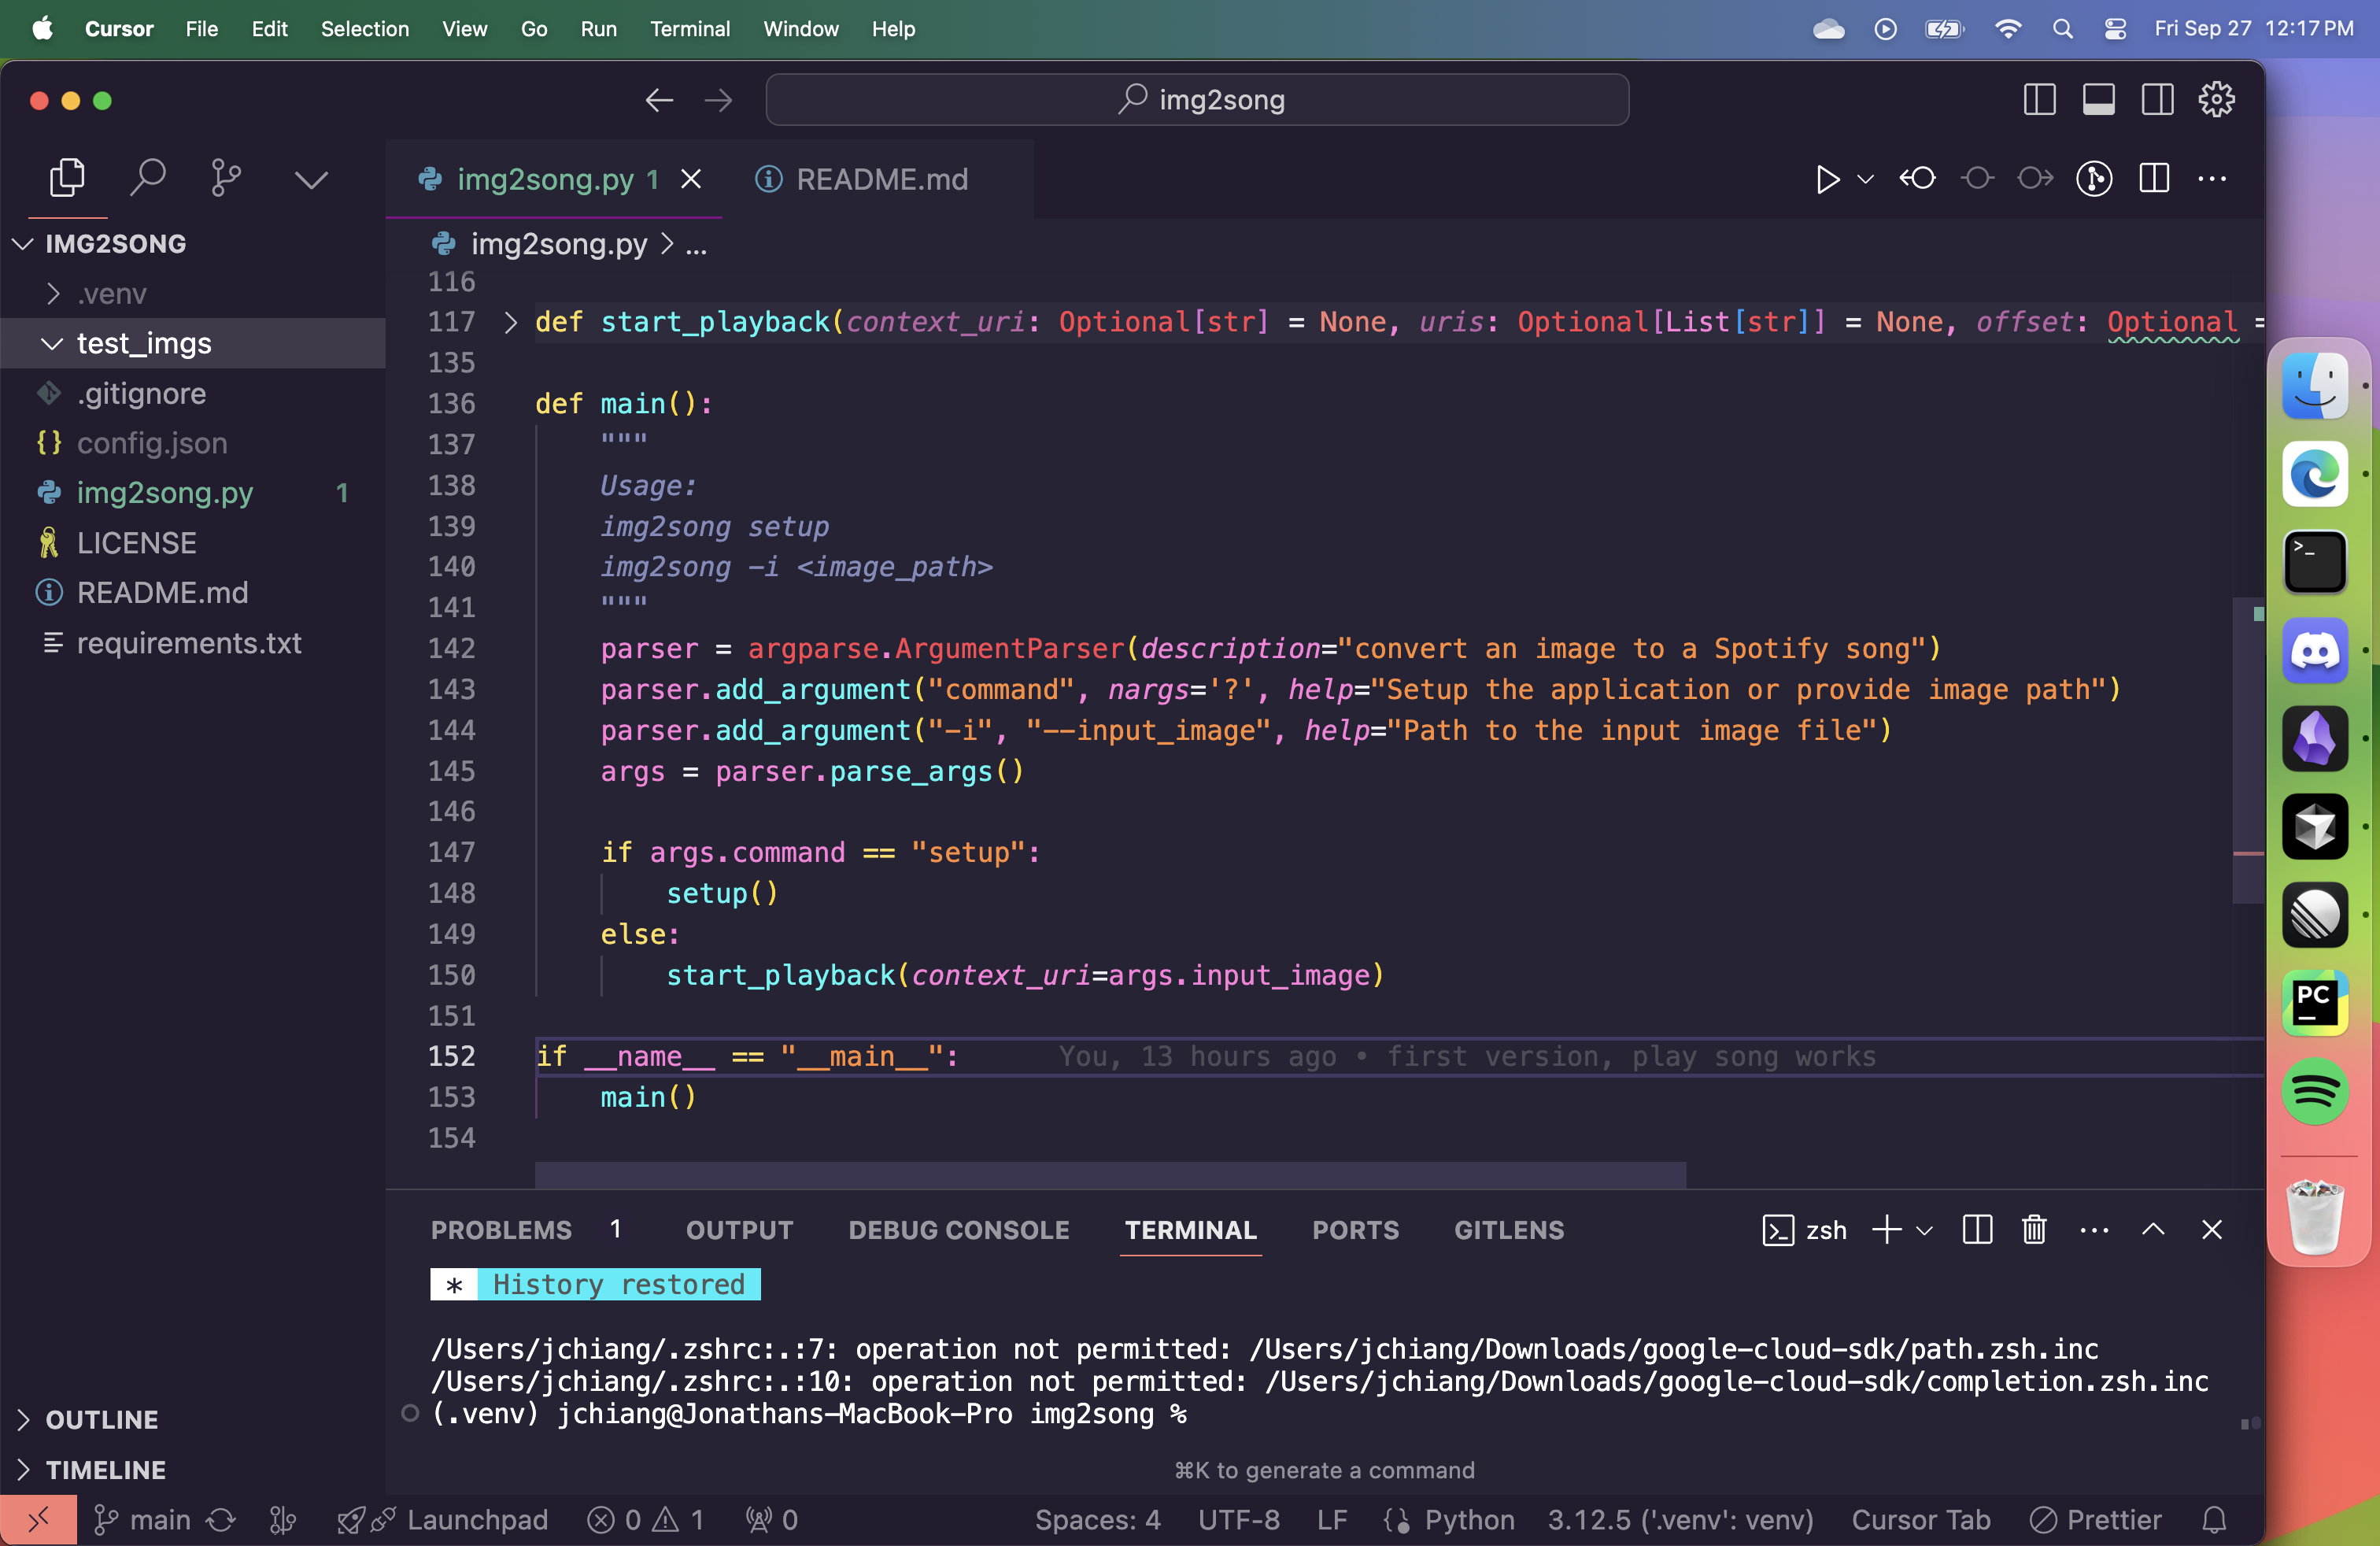 Cursor File Edit Selection View Go Run Terminal Window Help Fri Sep 27 12:17 PM
img2song
img2song.py 1 README.md
IMG2SONG
.venv
test_imgs
.gitignore
{} config.json
img2song.py 1
LICENSE
README.md
requirements.txt
OUTLINE
TIMELINE
img2song.py > ...
116
117 def start_playback(context_uri: Optional[str] = None, uris: Optional[List[str]] = None, offset: Optional =
135
136 def main():
137 """
138 Usage:
139 img2song setup
140 img2song -i <image_path>
141 """
142 parser = argparse.ArgumentParser(description="convert an image to a Spotify song")
143 parser.add_argument("command", nargs='?', help="Setup the application or provide image path")
144 parser.add_argument("-i", "--input_image", help="Path to the input image file")
145 args = parser.parse_args()
146
147 if args.command == "setup":
148 setup()
149 else:
150 start_playback(context_uri=args.input_image)
151
152 if __name__ == "__main__": You, 13 hours ago • first version, play song works
153 main()
154
PROBLEMS 1 OUTPUT DEBUG CONSOLE TERMINAL PORTS GITLENS zsh
* History restored
/Users/jchiang/.zshrc:.:7: operation not permitted: /Users/jchiang/Downloads/google-cloud-sdk/path.zsh.inc
/Users/jchiang/.zshrc:.:10: operation not permitted: /Users/jchiang/Downloads/google-cloud-sdk/completion.zsh.inc
(.venv) jchiang@Jonathans-MacBook-Pro img2song %
⌘K to generate a command
main Launchpad 0 1 0 Spaces: 4 UTF-8 LF Python 3.12.5 ('.venv': venv) Cursor Tab Prettier
PC